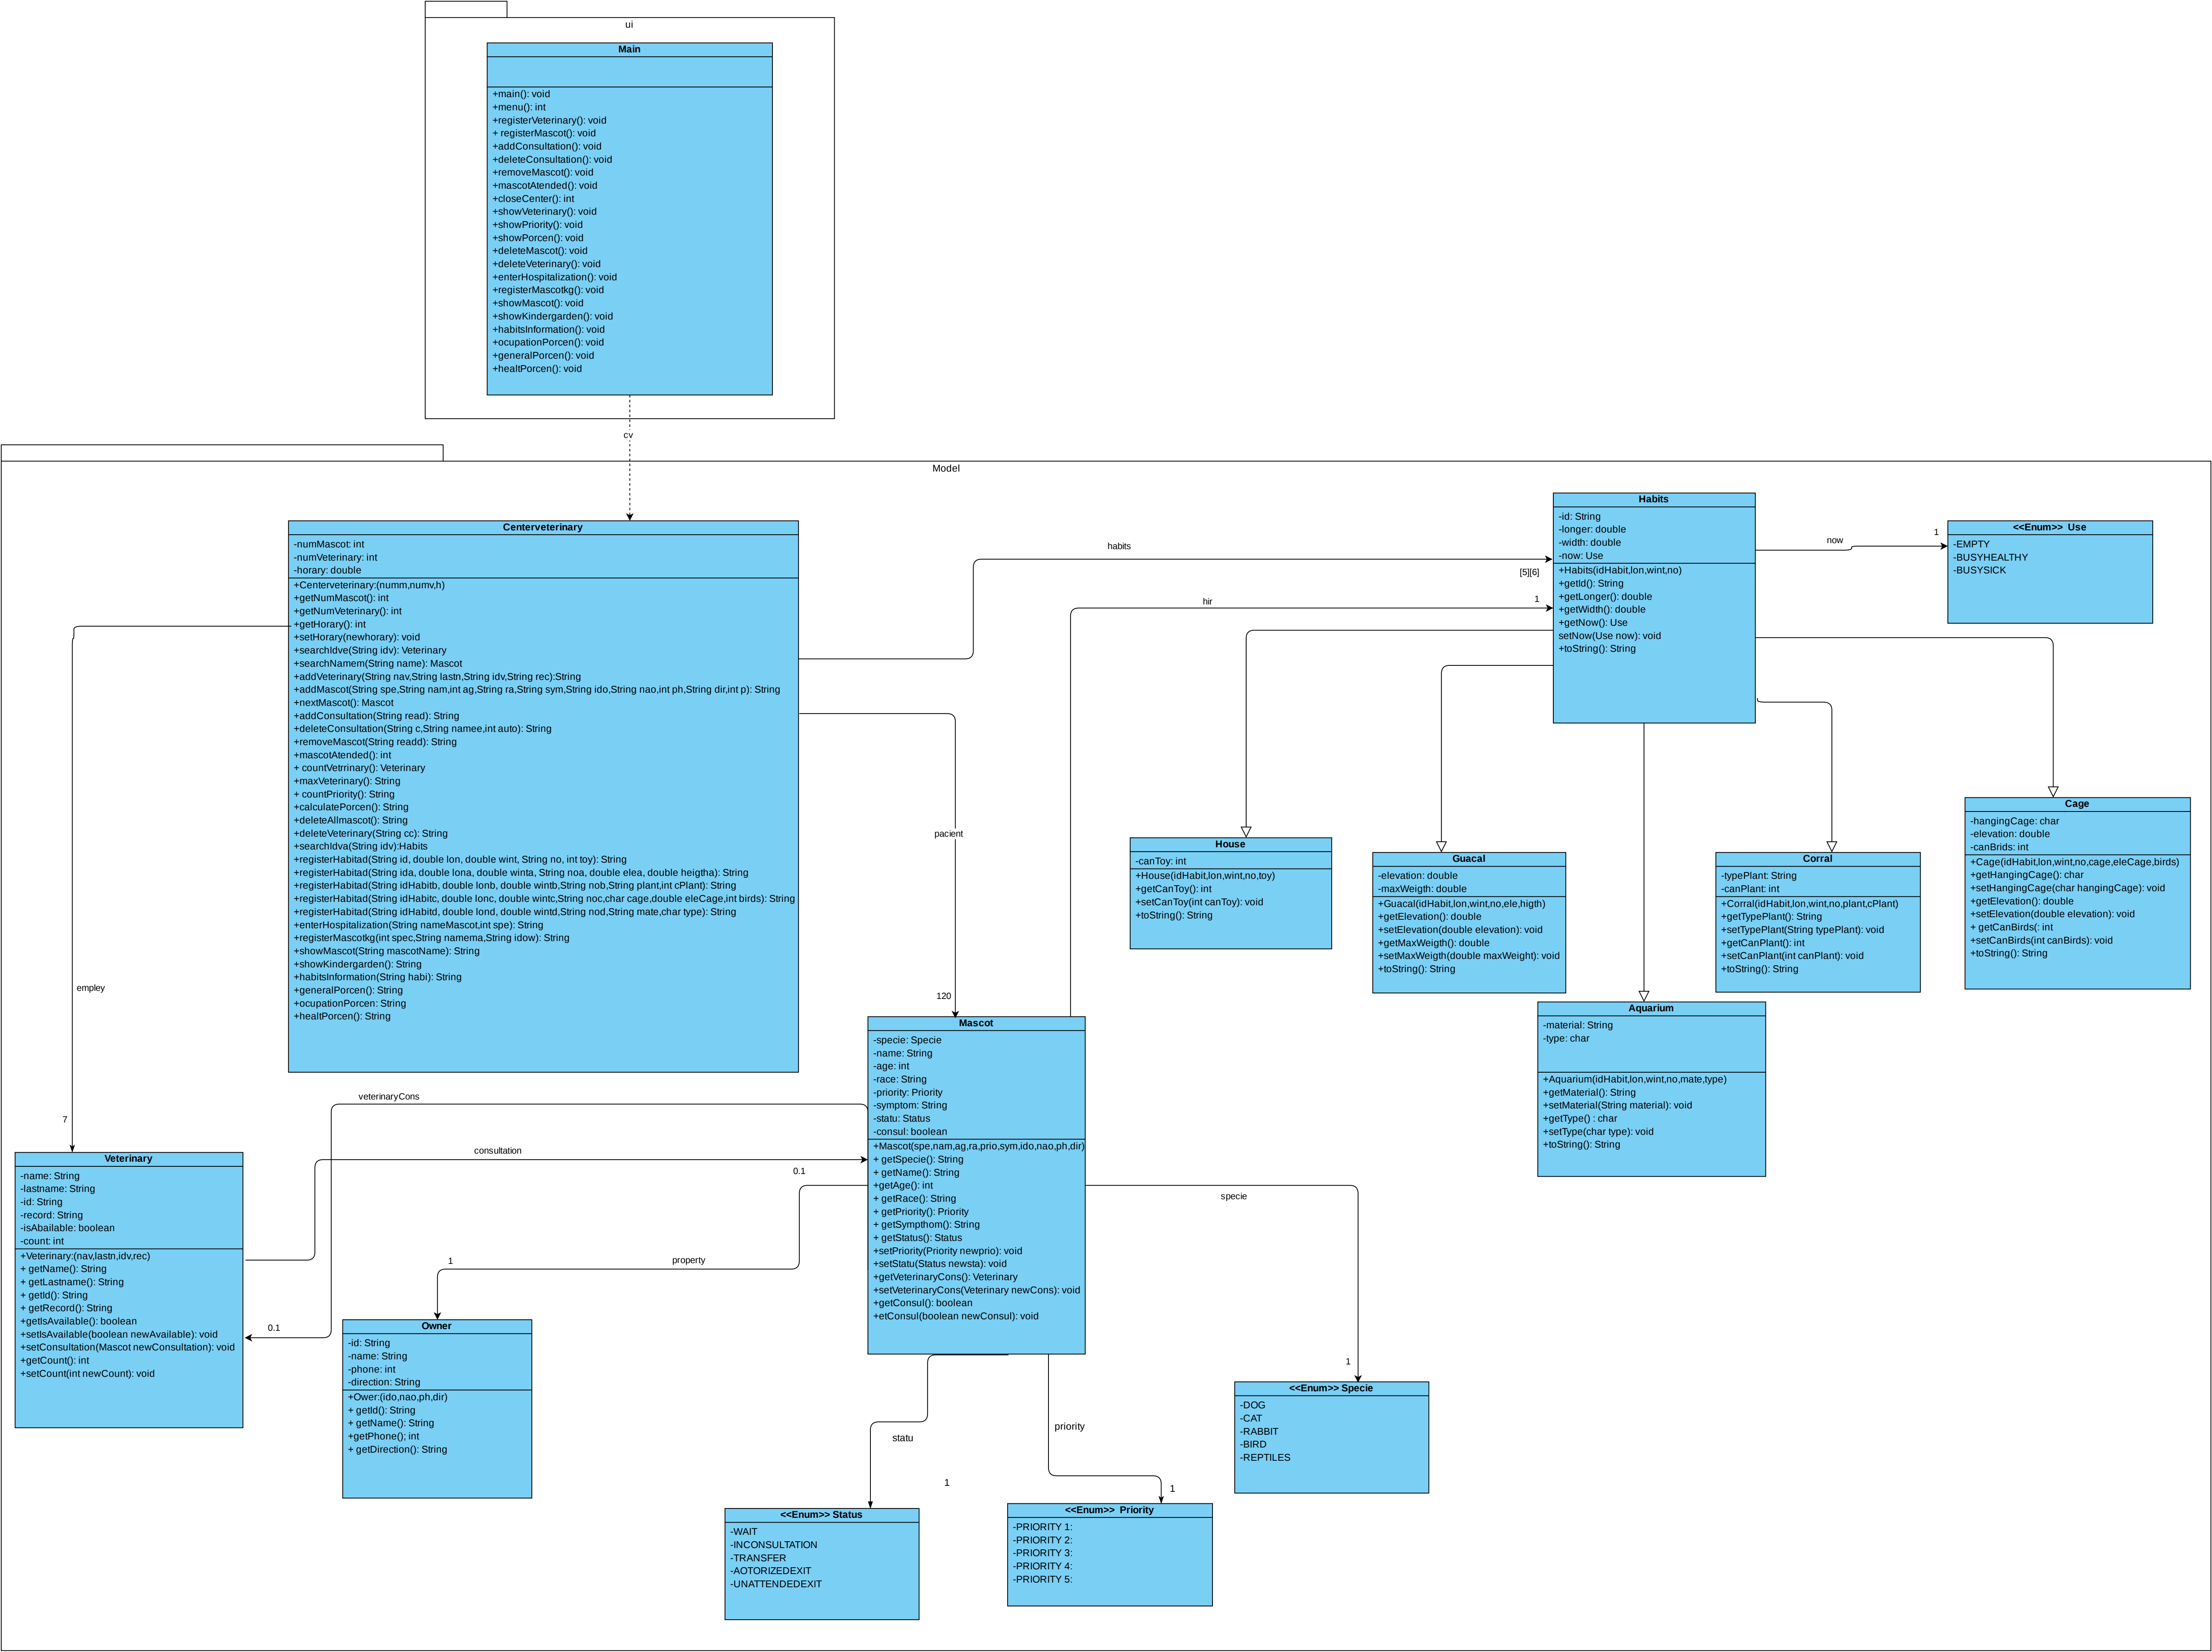 ui
Main
+main(): void
+menu(): int
+registerVeterinary(): void
+ registerMascot(): void
+addConsultation(): void
+deleteConsultation(): void
+removeMascot(): void
+mascotAtended(): void
+closeCenter(): int
+showVeterinary(): void
+showPriority(): void
+showPorcen(): void
+deleteMascot(): void
+deleteVeterinary(): void
+enterHospitalization(): void
+registerMascotkg(): void
+showMascot(): void
+showKindergarden(): void
+habitsInformation(): void
+ocupationPorcen(): void
+generalPorcen(): void
+healtPorcen(): void
cv
Model
Centerveterinary
-numMascot: int
-numVeterinary: int
-horary: double
+Centerveterinary:(numm,numv,h)
+getNumMascot(): int
+getNumVeterinary(): int
+getHorary(): int
+setHorary(newhorary): void
+searchIdve(String idv): Veterinary
+searchNamem(String name): Mascot
+addVeterinary(String nav,String lastn,String idv,String rec):String
+addMascot(String spe,String nam,int ag,String ra,String sym,String ido,String nao,int ph,String dir,int p): String
+nextMascot(): Mascot
+addConsultation(String read): String
+deleteConsultation(String c,String namee,int auto): String
+removeMascot(String readd): String
+mascotAtended(): int
+ countVetrrinary(): Veterinary
+maxVeterinary(): String
+ countPriority(): String
+calculatePorcen(): String
+deleteAllmascot(): String
+deleteVeterinary(String cc): String
+searchIdva(String idv):Habits
+registerHabitad(String id, double lon, double wint, String no, int toy): String
+registerHabitad(String ida, double lona, double winta, String noa, double elea, double heigtha): String
+registerHabitad(String idHabitb, double lonb, double wintb,String nob,String plant,int cPlant): String
+registerHabitad(String idHabitc, double lonc, double wintc,String noc,char cage,double eleCage,int birds): String
+registerHabitad(String idHabitd, double lond, double wintd,String nod,String mate,char type): String
+enterHospitalization(String nameMascot,int spe): String
+registerMascotkg(int spec,String namema,String idow): String
+showMascot(String mascotName): String
+showKindergarden(): String
+habitsInformation(String habi): String
+generalPorcen(): String
+ocupationPorcen: String
+healtPorcen(): String
habits
[5][6]
hir
1
pacient
120
empley
7
Habits
-id: String
-longer: double
-width: double
-now: Use
+Habits(idHabit,lon,wint,no)
+getId(): String
+getLonger(): double
+getWidth(): double
+getNow(): Use
setNow(Use now): void
+toString(): String
now
1
<<Enum>>  Use
-EMPTY
-BUSYHEALTHY
-BUSYSICK
House
-canToy: int
+House(idHabit,lon,wint,no,toy)
+getCanToy(): int
+setCanToy(int canToy): void
+toString(): String
Guacal
-elevation: double
-maxWeigth: double
+Guacal(idHabit,lon,wint,no,ele,higth)
+getElevation(): double
+setElevation(double elevation): void
+getMaxWeigth(): double
+setMaxWeigth(double maxWeight): void
+toString(): String
Corral
-typePlant: String
-canPlant: int
+Corral(idHabit,lon,wint,no,plant,cPlant)
+getTypePlant(): String
+setTypePlant(String typePlant): void
+getCanPlant(): int
+setCanPlant(int canPlant): void
+toString(): String
Cage
-hangingCage: char
-elevation: double
-canBrids: int
+Cage(idHabit,lon,wint,no,cage,eleCage,birds)
+getHangingCage(): char
+setHangingCage(char hangingCage): void
+getElevation(): double
+setElevation(double elevation): void
+ getCanBirds(: int
+setCanBirds(int canBirds): void
+toString(): String
Aquarium
-material: String
-type: char
+Aquarium(idHabit,lon,wint,no,mate,type)
+getMaterial(): String
+setMaterial(String material): void
+getType() : char
+setType(char type): void
+toString(): String
Mascot
-specie: Specie
-name: String
-age: int
-race: String
-priority: Priority
-symptom: String
-statu: Status
-consul: boolean
+Mascot(spe,nam,ag,ra,prio,sym,ido,nao,ph,dir)
+ getSpecie(): String
+ getName(): String
+getAge(): int
+ getRace(): String
+ getPriority(): Priority
+ getSympthom(): String
+ getStatus(): Status
+setPriority(Priority newprio): void
+setStatu(Status newsta): void
+getVeterinaryCons(): Veterinary
+setVeterinaryCons(Veterinary newCons): void
+getConsul(): boolean
+etConsul(boolean newConsul): void
veterinaryCons
consultation
0.1
property
1
0.1
Veterinary
-name: String
-lastname: String
-id: String
-record: String
-isAbailable: boolean
-count: int
+Veterinary:(nav,lastn,idv,rec)
+ getName(): String
+ getLastname(): String
+ getId(): String
+ getRecord(): String
+getIsAvailable(): boolean
+setIsAvailable(boolean newAvailable): void
+setConsultation(Mascot newConsultation): void
+getCount(): int
+setCount(int newCount): void
Owner
-id: String
-name: String
-phone: int
-direction: String
+Ower:(ido,nao,ph,dir)
+ getId(): String
+ getName(): String
+getPhone(); int
+ getDirection(): String
specie
1
<<Enum>> Specie
-DOG
-CAT
-RABBIT
-BIRD
-REPTILES
statu
1
<<Enum>> Status
-WAIT
-INCONSULTATION
-TRANSFER
-AOTORIZEDEXIT
-UNATTENDEDEXIT
priority
1
<<Enum>>  Priority
-PRIORITY 1:
-PRIORITY 2:
-PRIORITY 3:
-PRIORITY 4:
-PRIORITY 5: